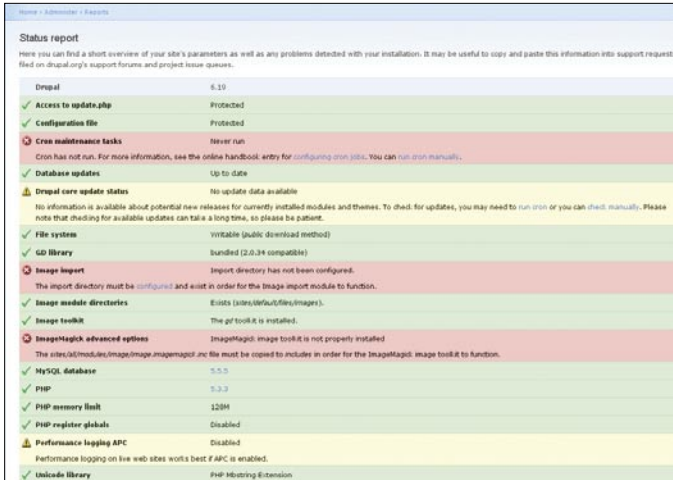 Home › Administer › Reports
Status report
Here you can find a short overview of your site's parameters as well as any problems detected with your installation. It may be useful to copy and paste this information into support requests
filed on drupal.org's support forums and project issue queues.
Drupal 6.19
Access to update.php Protected
Configuration file Protected
Cron maintenance tasks Never run
Cron has not run. For more information, see the online handbook entry for configuring cron jobs. You can run cron manually.
Database updates Up to date
Drupal core update status No update data available
No information is available about potential new releases for currently installed modules and themes. To check for updates, you may need to run cron or you can check manually. Please
note that checking for available updates can take a long time, so please be patient.
File system Writable (public download method)
GD library bundled (2.0.34 compatible)
Image import Import directory has not been configured.
The import directory must be configured and exist in order for the Image import module to function.
Image module directories Exists (sites/default/files/images).
Image toolkit The gd toolkit is installed.
ImageMagick advanced options ImageMagick image toolkit is not properly installed
The sites/all/modules/image/image.imagemagick.inc file must be copied to includes in order for the ImageMagick image toolkit to function.
MySQL database 5.5.5
PHP 5.3.3
PHP memory limit 128M
PHP register globals Disabled
Performance logging APC Disabled
Performance logging on live web sites works best if APC is enabled.
Unicode library PHP Mbstring Extension